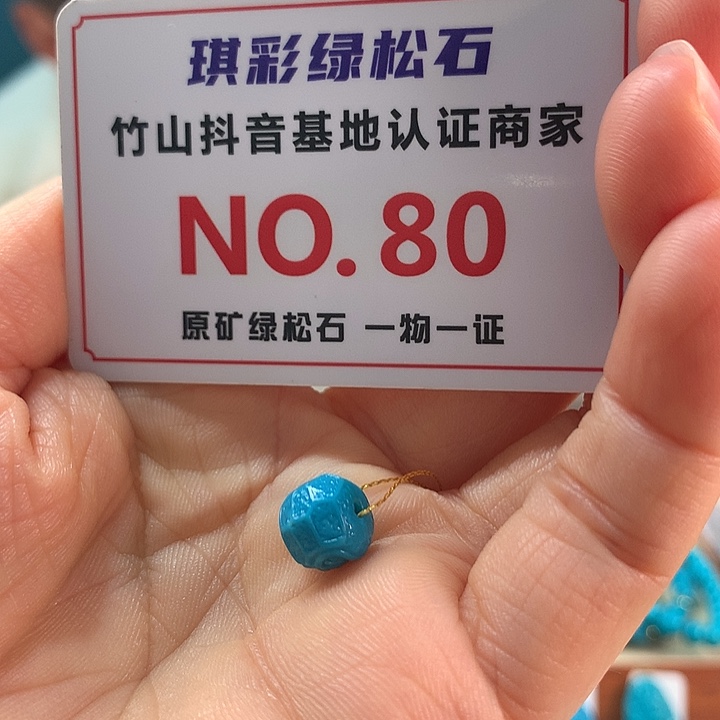 琪彩绿松石
竹山抖音基地认证商家
NO. 80
原矿绿松石 一物一证